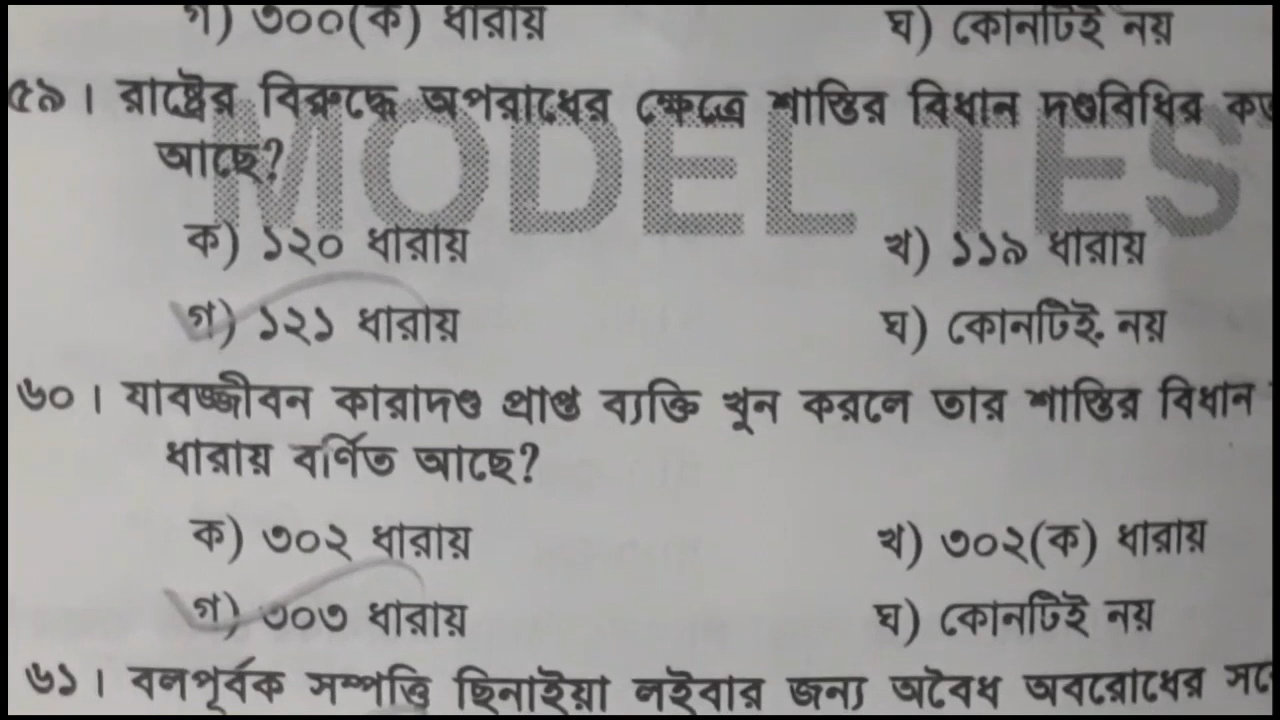 গ) ৩০০(ক) ধারায় ঘ) কোনটিই নয়
৫৯। রাষ্ট্রের বিরুদ্ধে অপরাধের ক্ষেত্রে শাস্তির বিধান দণ্ডবিধির
আছে?
MODEL TES
ক) ১২০ ধারায় খ) ১১৯ ধারায়
গ) ১২১ ধারায় ঘ) কোনটিই নয়
৬০। যাবজ্জীবন কারাদণ্ড প্রাপ্ত ব্যক্তি খুন করলে তার শাস্তির বিধান
ধারায় বর্ণিত আছে?
ক) ৩০২ ধারায় খ) ৩০২(ক) ধারায়
গ) ৩০৩ ধারায় ঘ) কোনটিই নয়
৬১। বলপূর্বক সম্পত্তি ছিনাইয়া লইবার জন্য অবৈধ অবরোধের